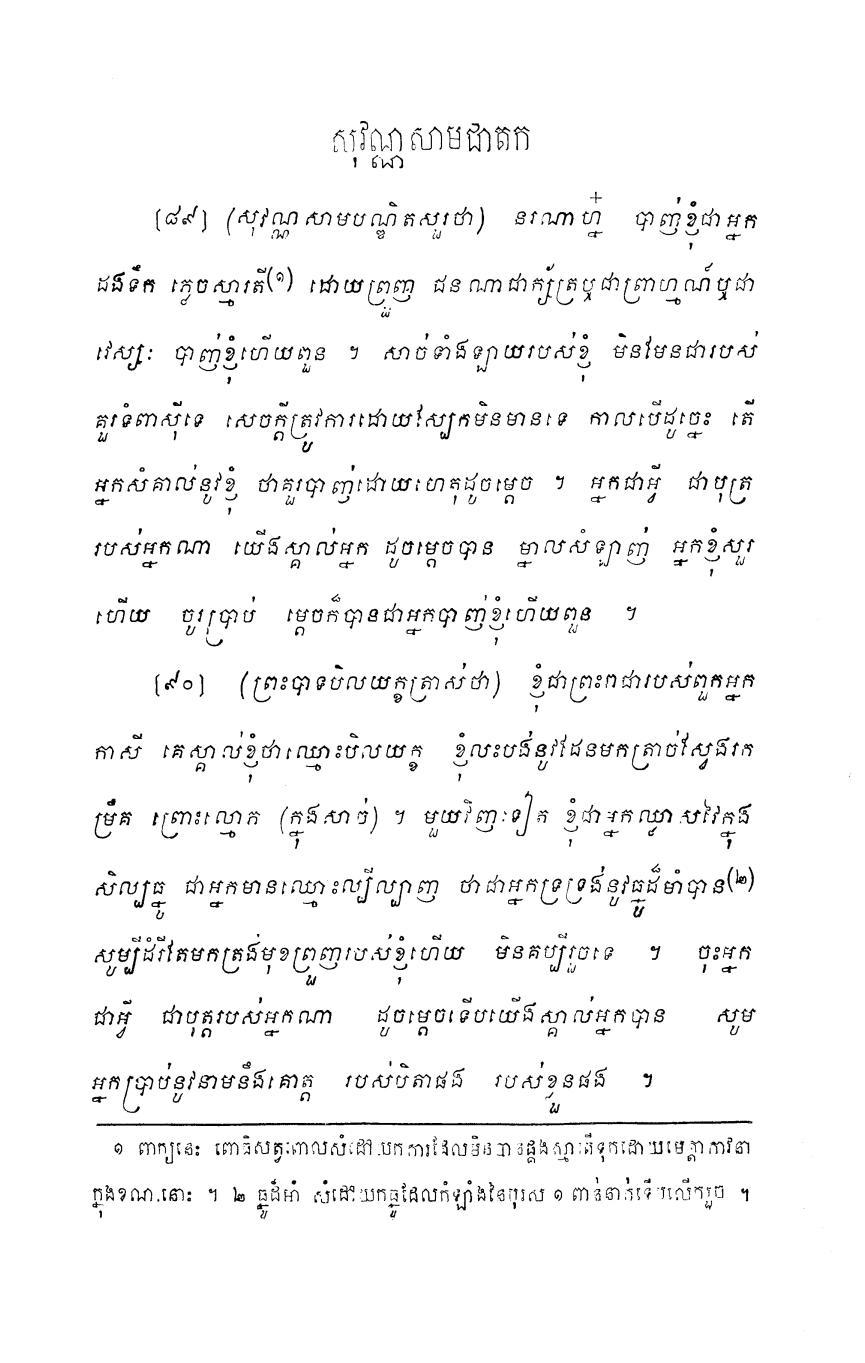 សុវណ្ណសាមជាតក
[៨៩] (សុវណ្ណសាមបណ្ឌិតសួរថា) នរណាហ្ន៎ បាញ់ខ្ញុំជាអ្នក
ដងទឹក ភ្លេចស្មារតី(១) ដោយព្រួញ ជនណាជាក្ស័ត្រឬជាព្រាហ្មណ៍ឬជា
វេស្សៈ បាញ់ខ្ញុំហើយពួន ។ សាច់ទាំងឡាយរបស់ខ្ញុំ មិនមែនជារបស់
គួរទំពាស៊ីទេ សេចក្តីត្រូវការដោយស្បែកមិនមានទេ កាលបើដូច្នេះ តើ
អ្នកសំគាល់នូវខ្ញុំ ថាគួរបាញ់ដោយហេតុដូចម្តេច ។ អ្នកជាអ្វី ជាបុត្រ
របស់អ្នកណា យើងស្គាល់អ្នក ដូចម្តេចបាន ម្នាលសំឡាញ់ អ្នកខ្ញុំសួរ
ហើយ ចូរប្រាប់ ម្តេចក៏បានជាអ្នកបាញ់ខ្ញុំហើយពួន ។
[៩០] (ព្រះបាទបិលយក្ខត្រាស់ថា) ខ្ញុំជាព្រះរាជារបស់ពួកអ្នក
កាសី គេស្គាល់ខ្ញុំថាឈ្មោះបិលយក្ខ ខ្ញុំលះបង់នូវដែនមកត្រាច់ស្វែងរក
ម្រឹគ ព្រោះល្មោភ (ក្នុងសាច់) ។ មួយវិញទៀត ខ្ញុំជាអ្នកឈ្លាសវៃក្នុង
សិល្បធ្នូ ជាអ្នកមានឈ្មោះល្បីល្បាញ ថាជាអ្នកទ្រទ្រង់នូវធ្នូដ៏មាំបាន(២)
សូម្បីដំរីតែមកត្រង់មុខព្រួញរបស់ខ្ញុំហើយ មិនគប្បីរួចទេ ។ ចុះអ្នក
ជាអ្វី ជាបុត្តរបស់អ្នកណា ដូចម្តេចទើបយើងស្គាល់អ្នកបាន សូម
អ្នកប្រាប់នូវនាមនឹងគោត្ត របស់បិតាផង របស់ខ្លួនផង ។
១ ពាក្យនេះ ពោធិសត្វពោលសំដៅយកការដែលមិនបានផ្គងស្មារតីទុកដោយមេត្តាភាវនា
ក្នុងខណៈនោះ ។ ២ ធ្នូដ៏មាំ សំដៅយកធ្នូដែលកំឡាំងនៃបុរស ១ ពាន់នាក់ទើបលើករួច ។